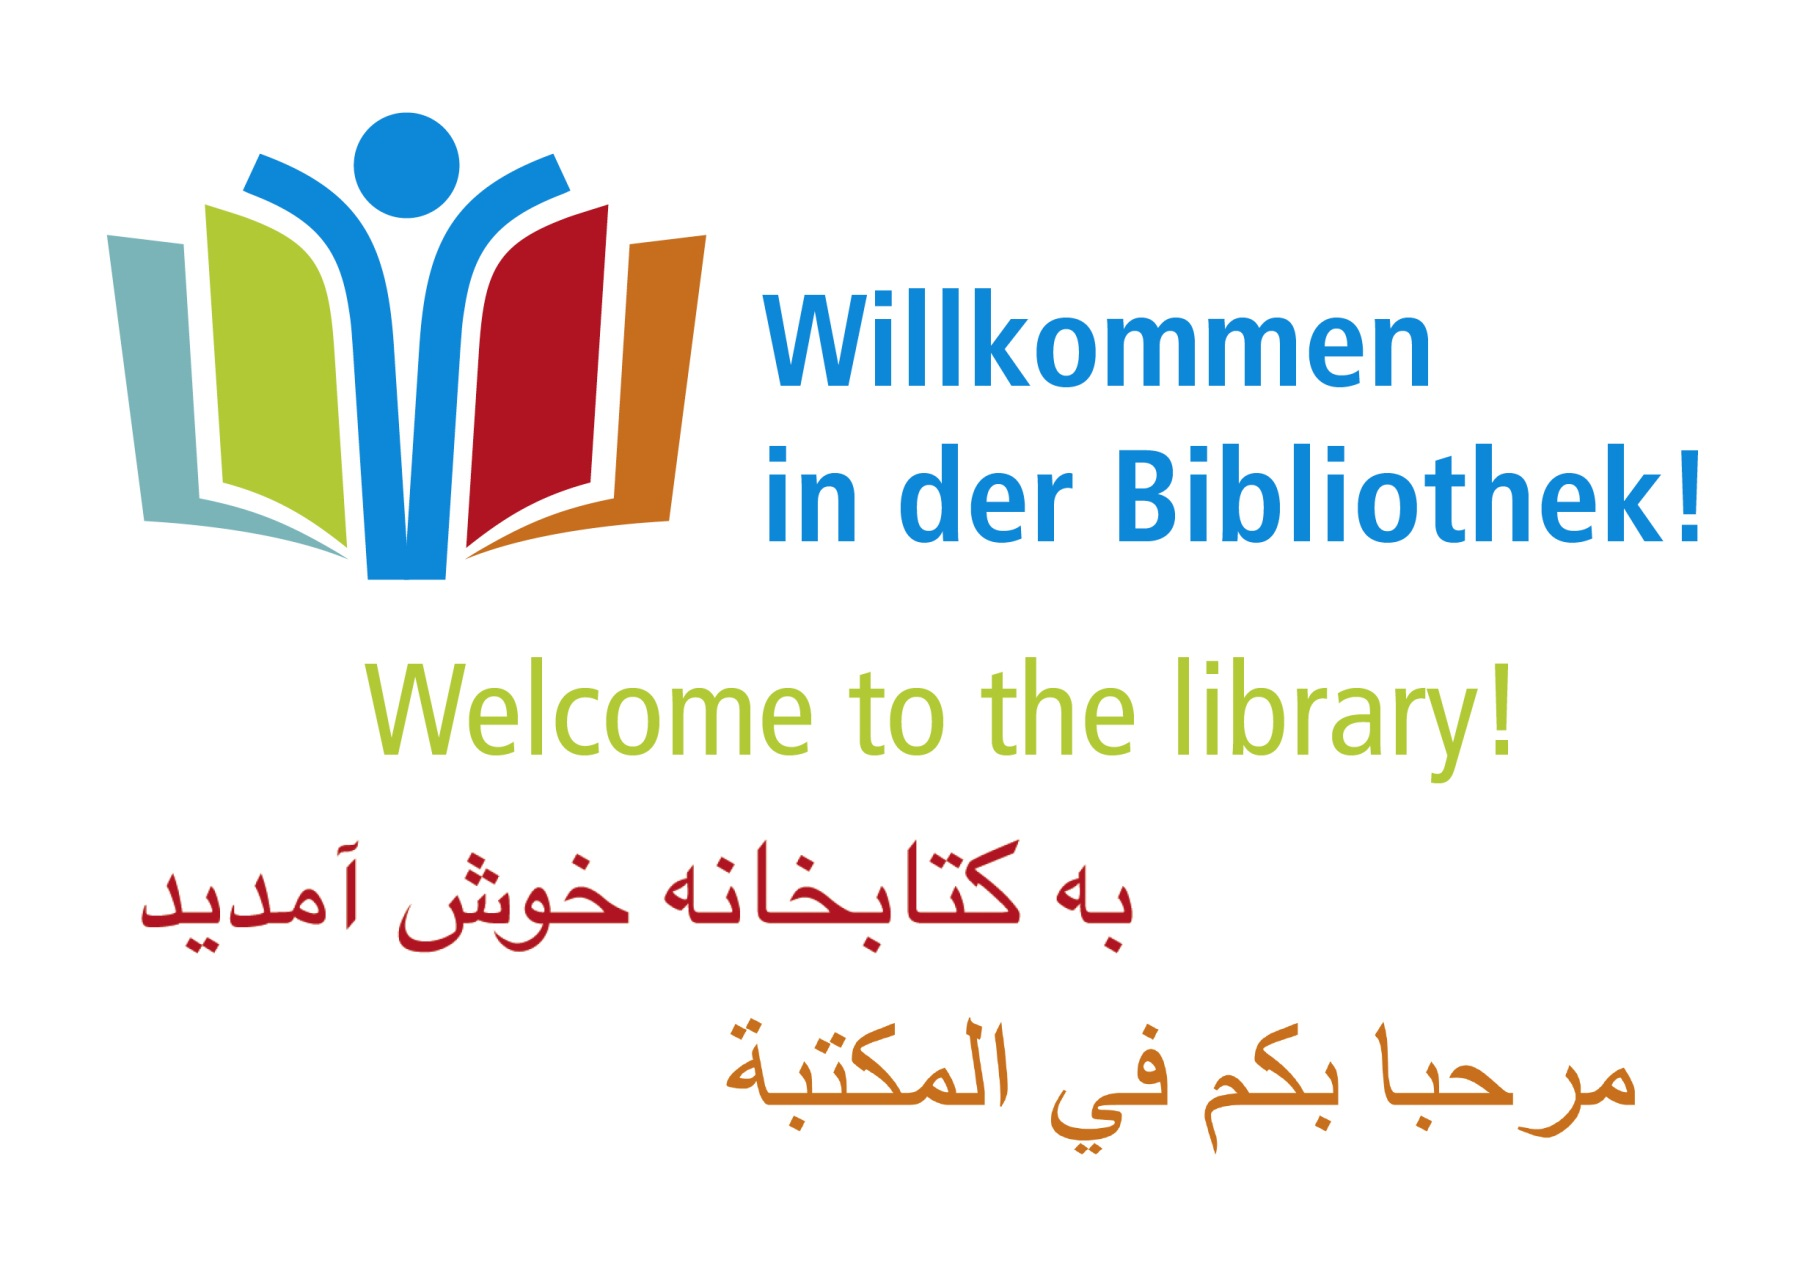 Willkommen
in der Bibliothek!
Welcome to the library!
به کتابخانه خوش آمدید
مرحبا بكم في المكتبة